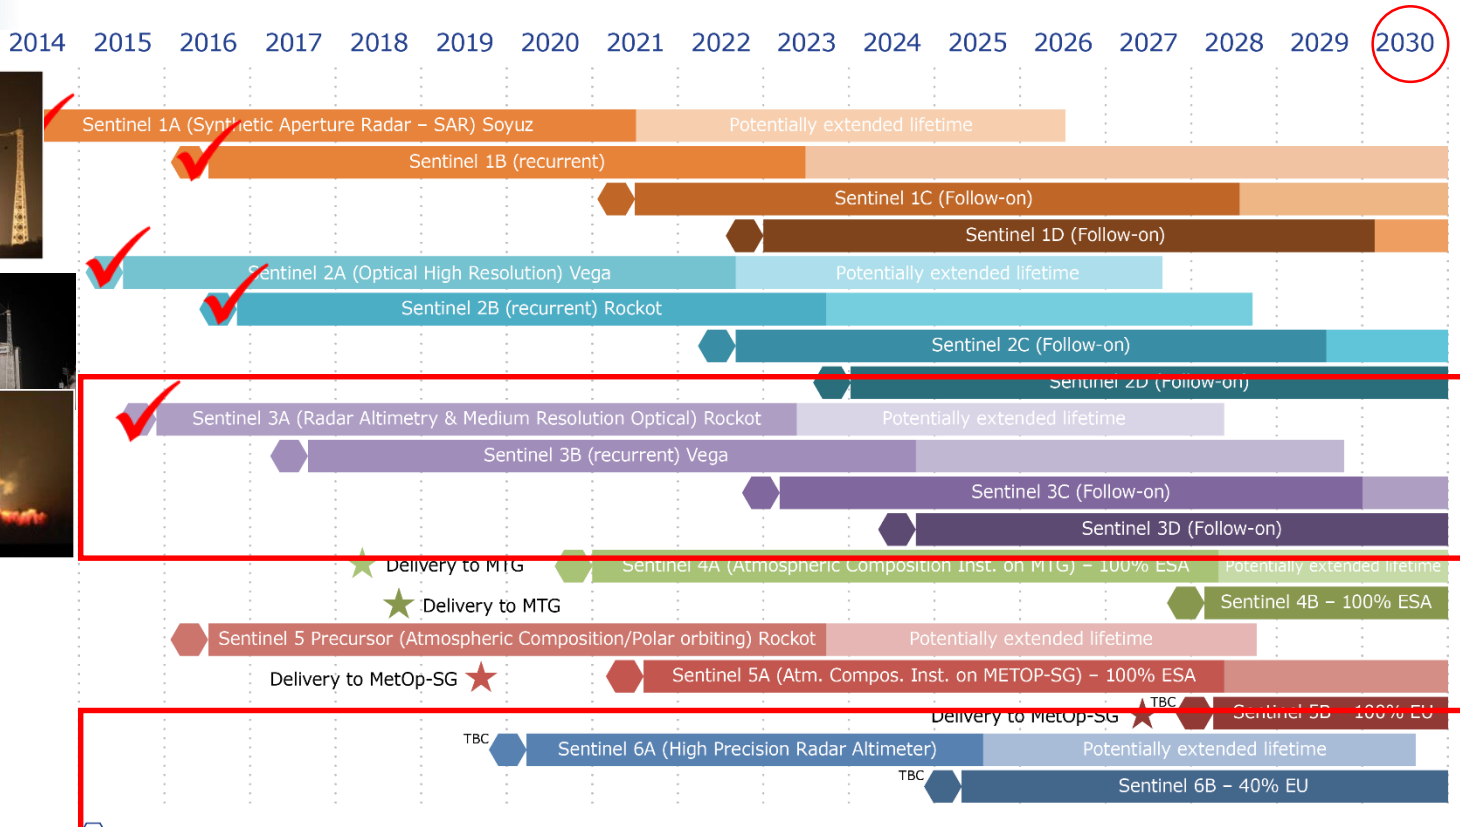 2014 2015 2016 2017 2018 2019 2020 2021 2022 2023 2024 2025 2026 2027 2028 2029 2030
Sentinel 1A (Synthetic Aperture Radar – SAR) Soyuz Potentially extended lifetime
Sentinel 1B (recurrent)
Sentinel 1C (Follow-on)
Sentinel 1D (Follow-on)
Sentinel 2A (Optical High Resolution) Vega Potentially extended lifetime
Sentinel 2B (recurrent) Rockot
Sentinel 2C (Follow-on)
Sentinel 2D (Follow-on)
Sentinel 3A (Radar Altimetry & Medium Resolution Optical) Rockot Potentially extended lifetime
Sentinel 3B (recurrent) Vega
Sentinel 3C (Follow-on)
Sentinel 3D (Follow-on)
Delivery to MTG Sentinel 4A (Atmospheric Composition Inst. on MTG) – 100% ESA Potentially extended lifetime
Delivery to MTG Sentinel 4B – 100% ESA
Sentinel 5 Precursor (Atmospheric Composition/Polar orbiting) Rockot Potentially extended lifetime
Delivery to MetOp-SG Sentinel 5A (Atm. Compos. Inst. on METOP-SG) – 100% ESA
Delivery to MetOp-SG TBC Sentinel 5B – 100% EU
TBC Sentinel 6A (High Precision Radar Altimeter) Potentially extended lifetime
TBC Sentinel 6B – 40% EU